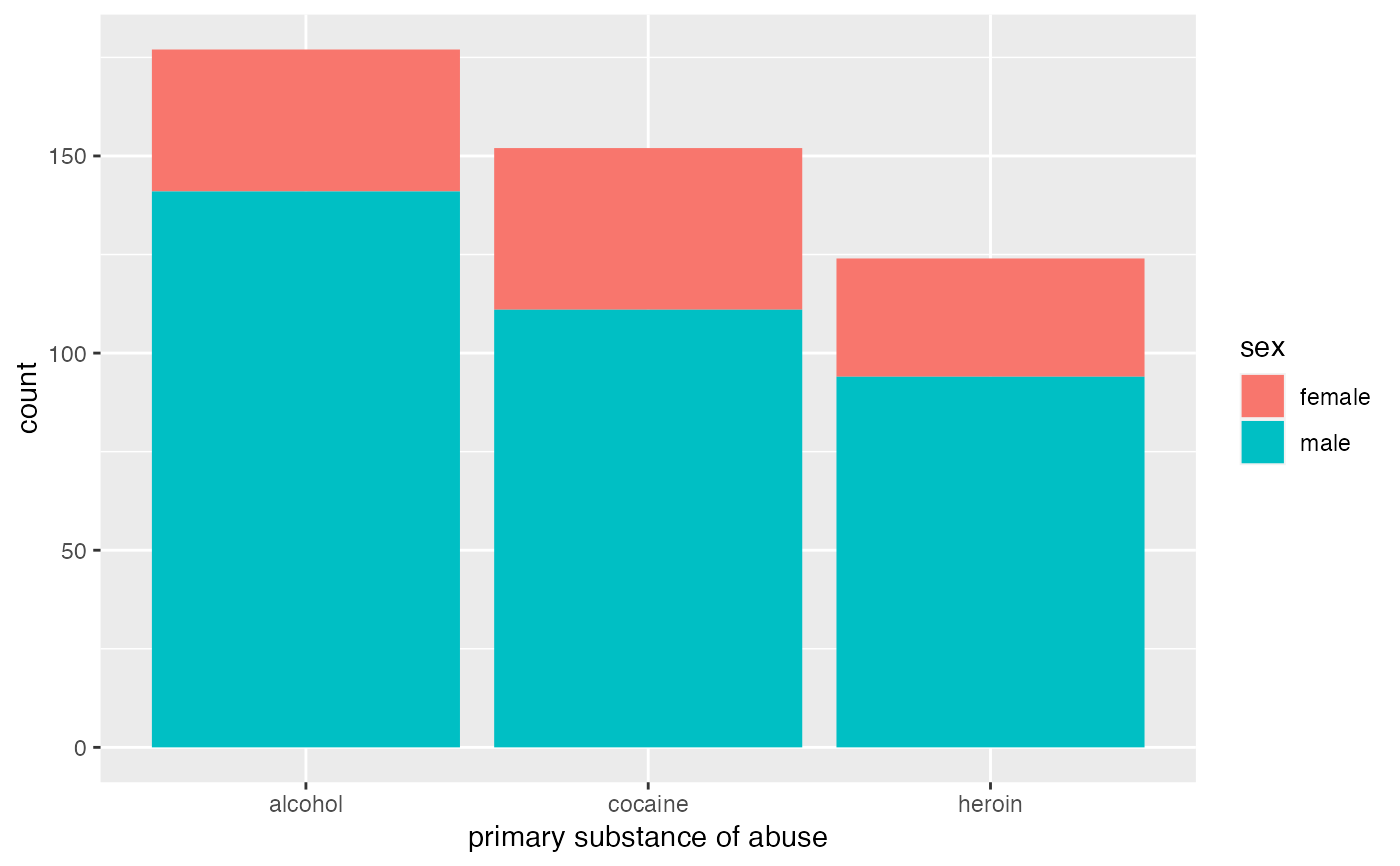 150
100
50
0
count
alcohol
cocaine
heroin
primary substance of abuse
sex
female
male